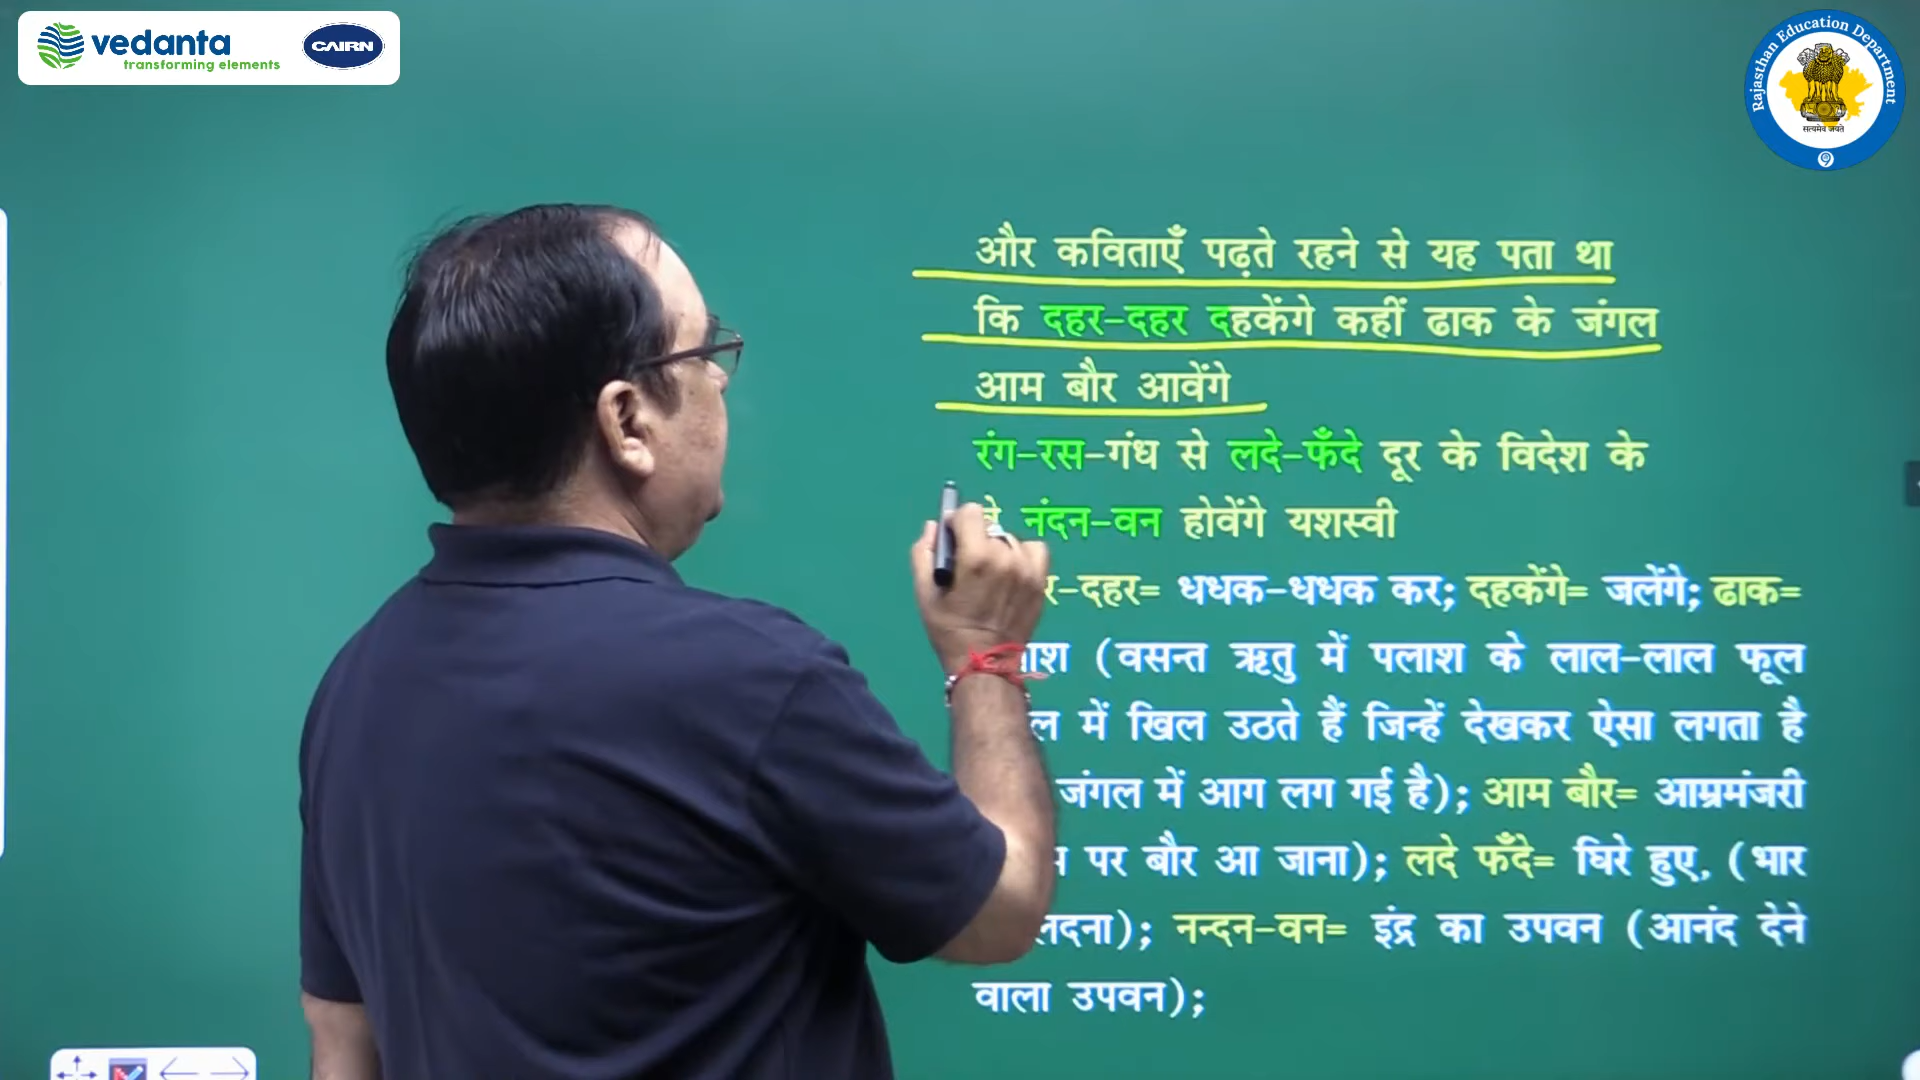 vedanta
transforming elements
CAIRN
Rajasthan Education Department
सत्यमेव जयते
और कविताएँ पढ़ते रहने से यह पता था
कि दहर-दहर दहकेंगे कहीं ढाक के जंगल
आम बौर आवेंगे
रंग-रस-गंध से लदे-फँदे दूर के विदेश के
नंदन-वन होवेंगे यशस्वी
र-दहर= धधक-धधक कर; दहकेंगे= जलेंगे; ढाक=
ाश (वसन्त ऋतु में पलाश के लाल-लाल फूल
ल में खिल उठते हैं जिन्हें देखकर ऐसा लगता है
जंगल में आग लग गई है); आम बौर= आम्रमंजरी
पर बौर आ जाना); लदे फँदे= घिरे हुए, (भार
लदना); नन्दन-वन= इंद्र का उपवन (आनंद देने
वाला उपवन);